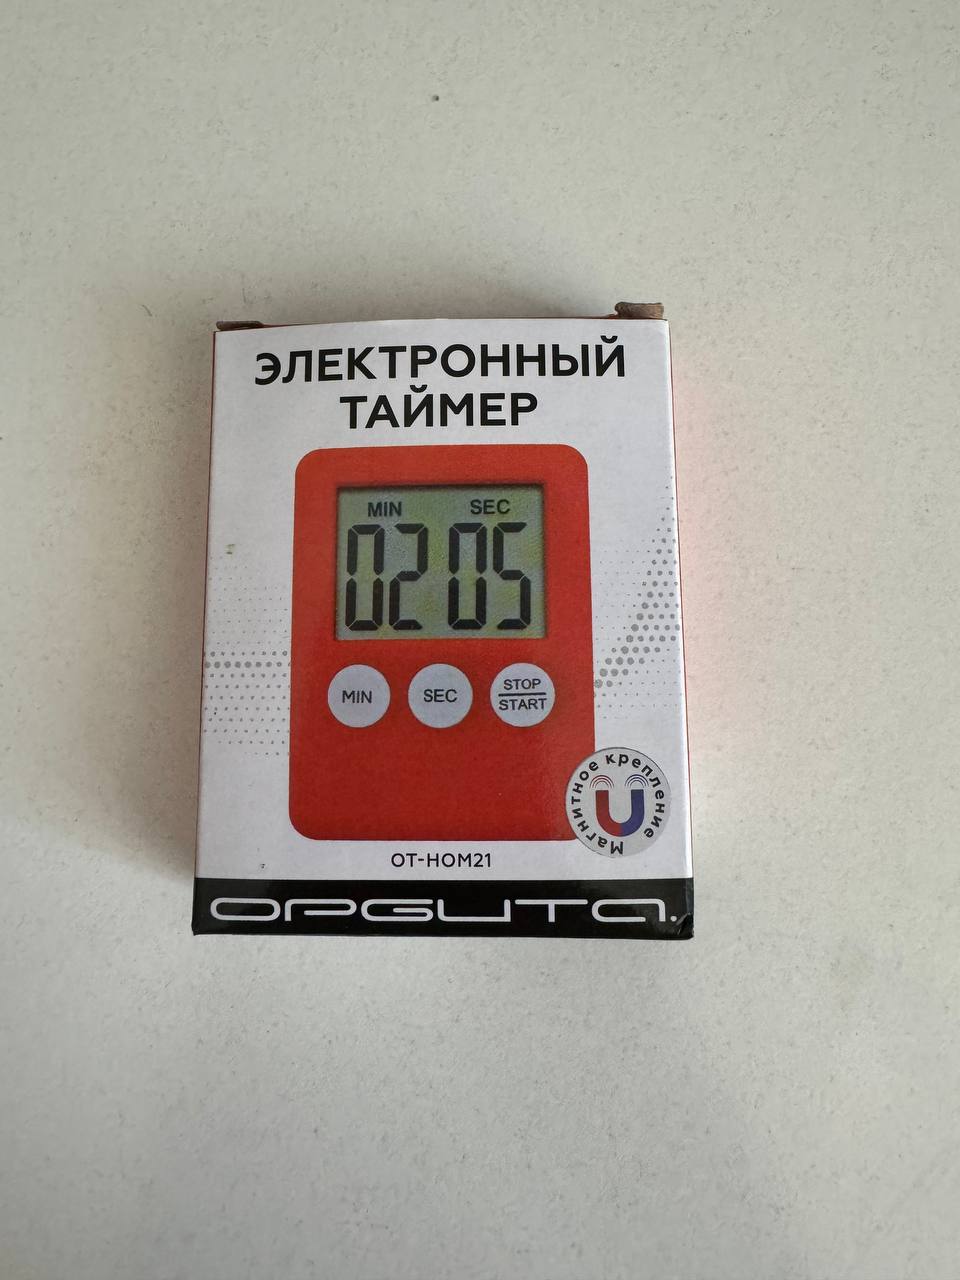 ЭЛЕКТРОННЫЙ
ТАЙМЕР
MIN SEC
02 05
MIN SEC STOP
START
Магнитное крепление
OT-HOM21
ОРБИТА.